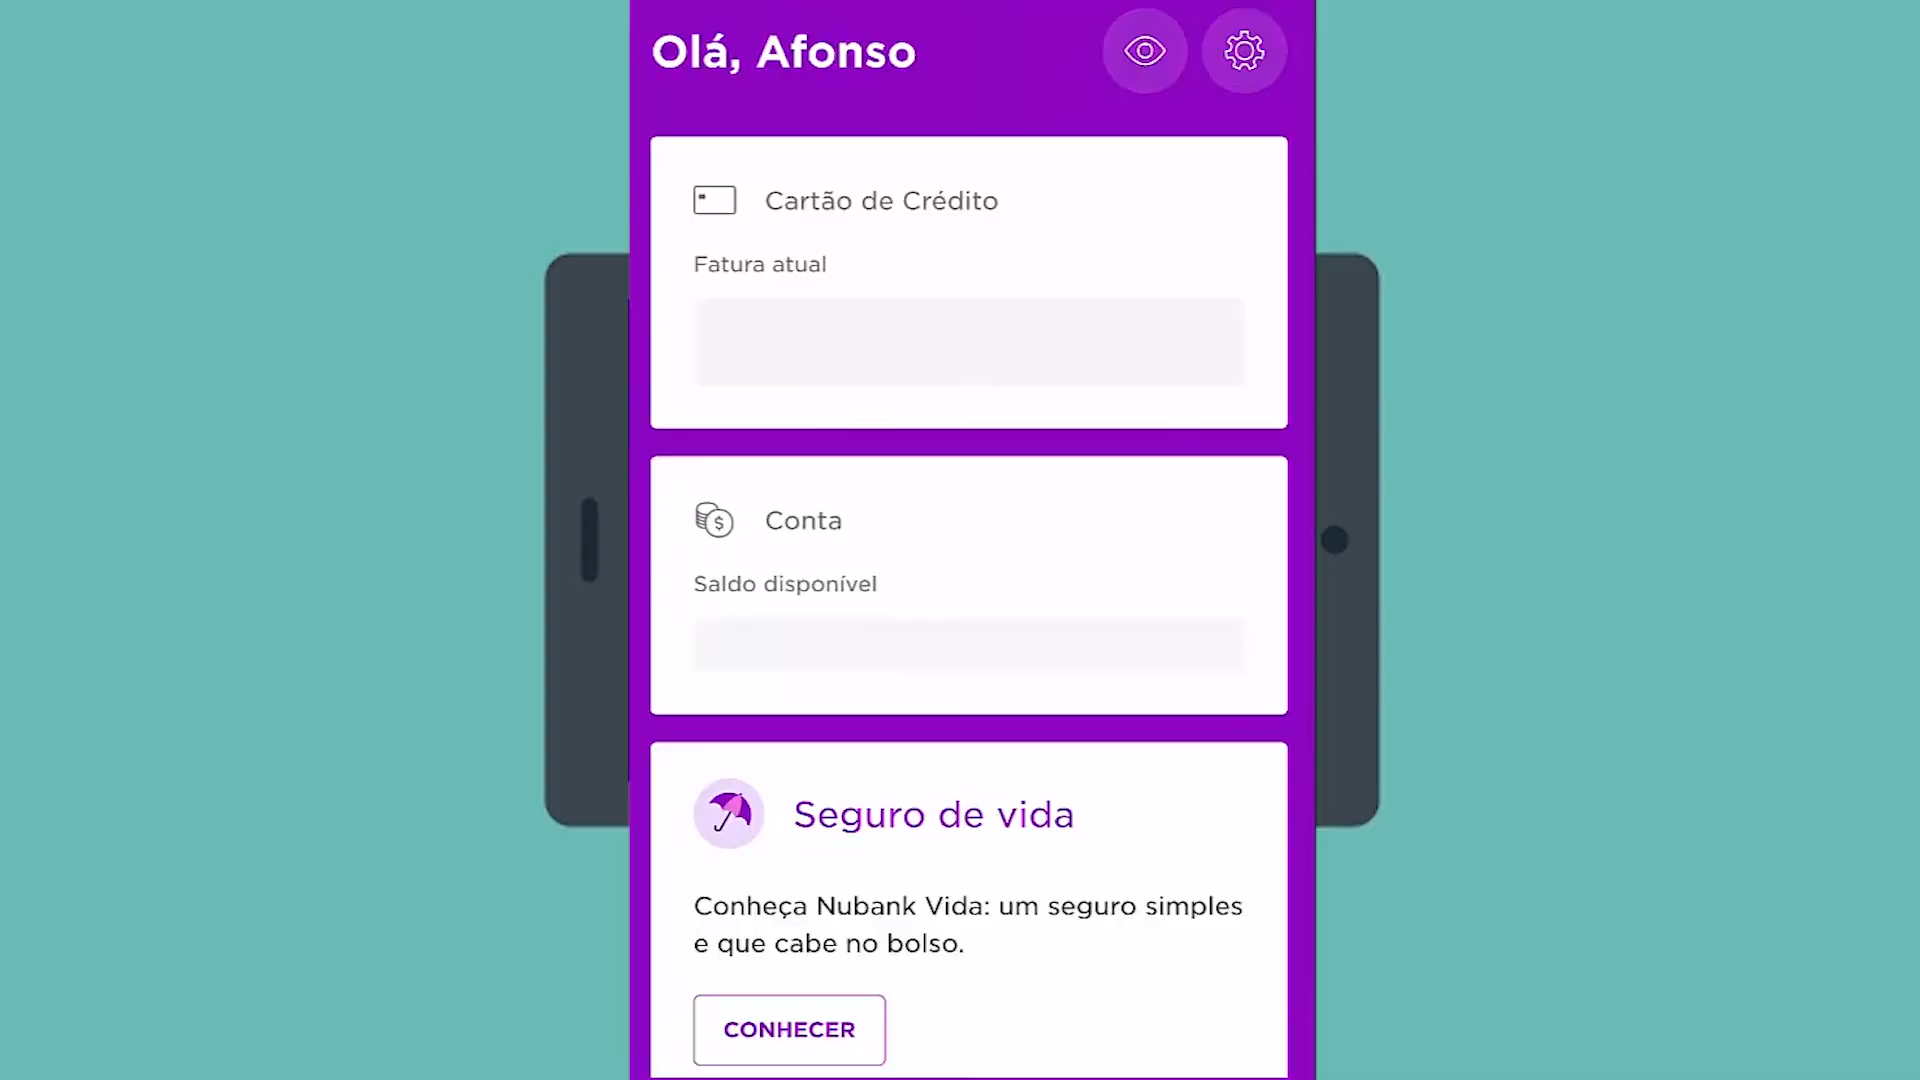 Olá, Afonso
Cartão de Crédito
Fatura atual
Conta
Saldo disponível
Seguro de vida
Conheça Nubank Vida: um seguro simples
e que cabe no bolso.
CONHECER